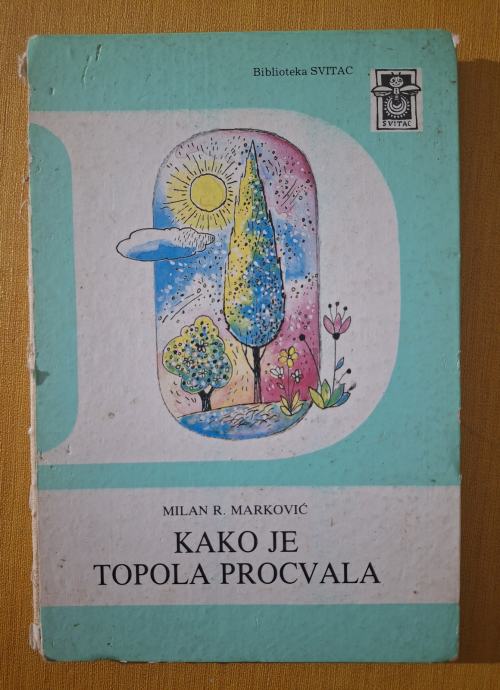 Biblioteka SVITAC
SVITAC
MILAN R. MARKOVIĆ
KAKO JE
TOPOLA PROCVALA